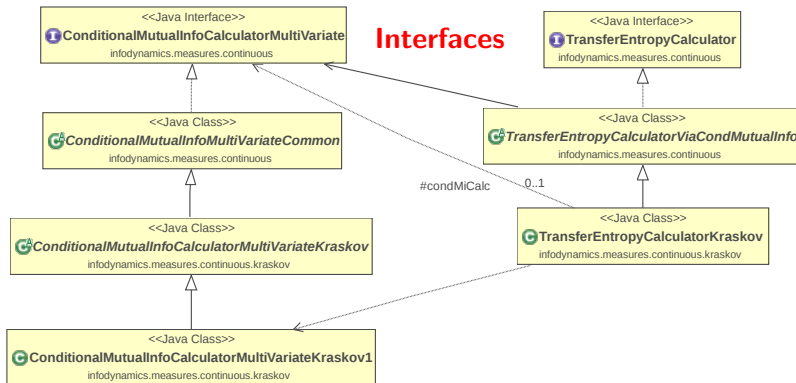 <<Java Interface>>
ConditionalMutualInfoCalculatorMultiVariate
infodynamics.measures.continuous
Interfaces
<<Java Interface>>
TransferEntropyCalculator
infodynamics.measures.continuous
<<Java Class>>
ConditionalMutualInfoMultiVariateCommon
infodynamics.measures.continuous
<<Java Class>>
TransferEntropyCalculatorViaCondMutualInfo
infodynamics.measures.continuous
#condMiCalc
0..1
<<Java Class>>
ConditionalMutualInfoCalculatorMultiVariateKraskov
infodynamics.measures.continuous.kraskov
<<Java Class>>
TransferEntropyCalculatorKraskov
infodynamics.measures.continuous.kraskov
<<Java Class>>
ConditionalMutualInfoCalculatorMultiVariateKraskov1
infodynamics.measures.continuous.kraskov